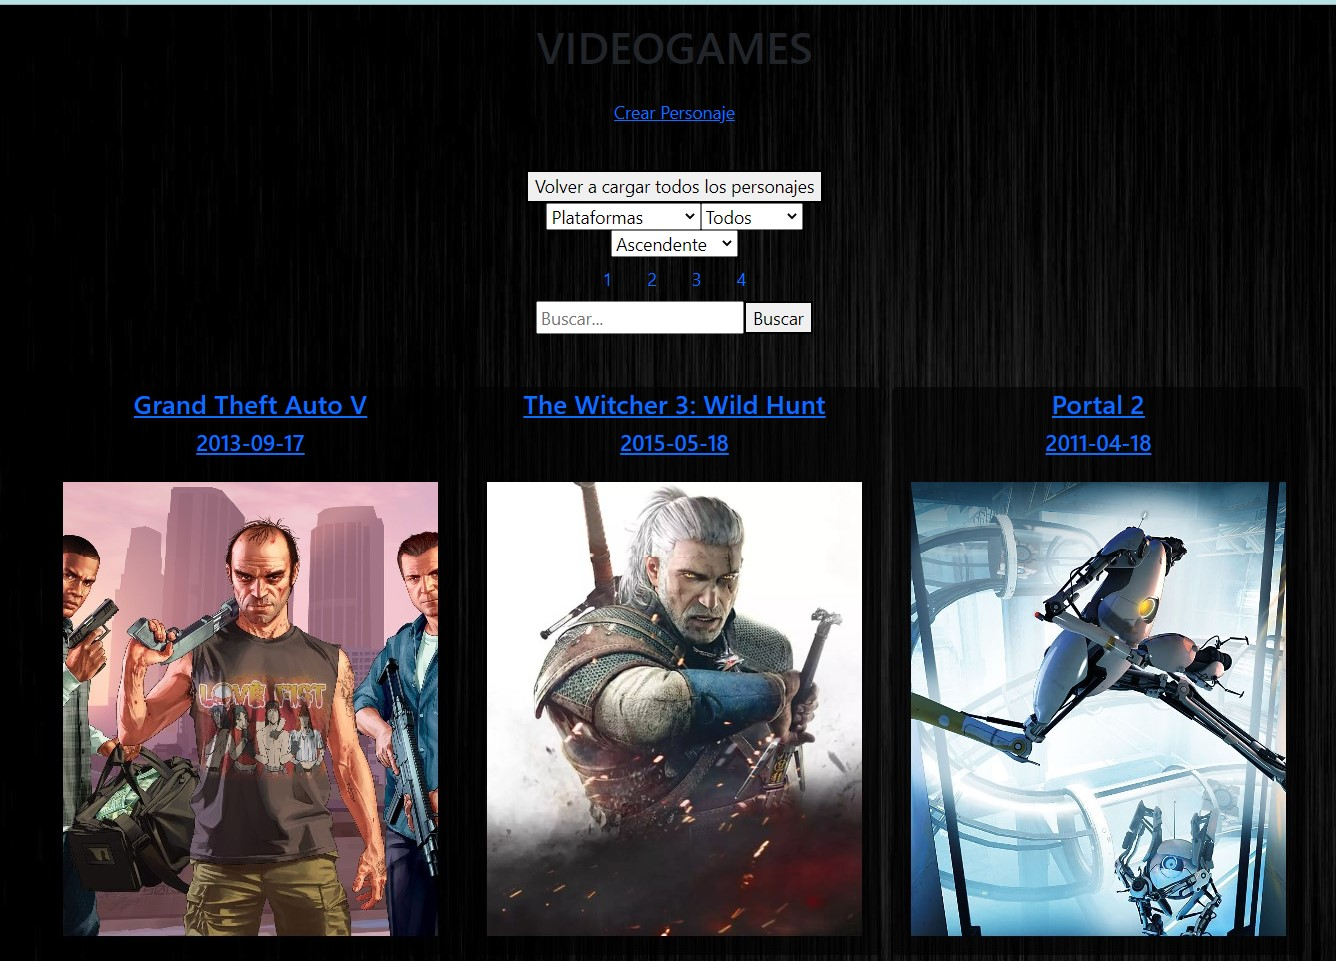 VIDEOGAMES
Crear Personaje
Volver a cargar todos los personajes
Plataformas Todos
Ascendente
1 2 3 4
Buscar... Buscar
Grand Theft Auto V
2013-09-17
The Witcher 3: Wild Hunt
2015-05-18
Portal 2
2011-04-18
LOVE FIST